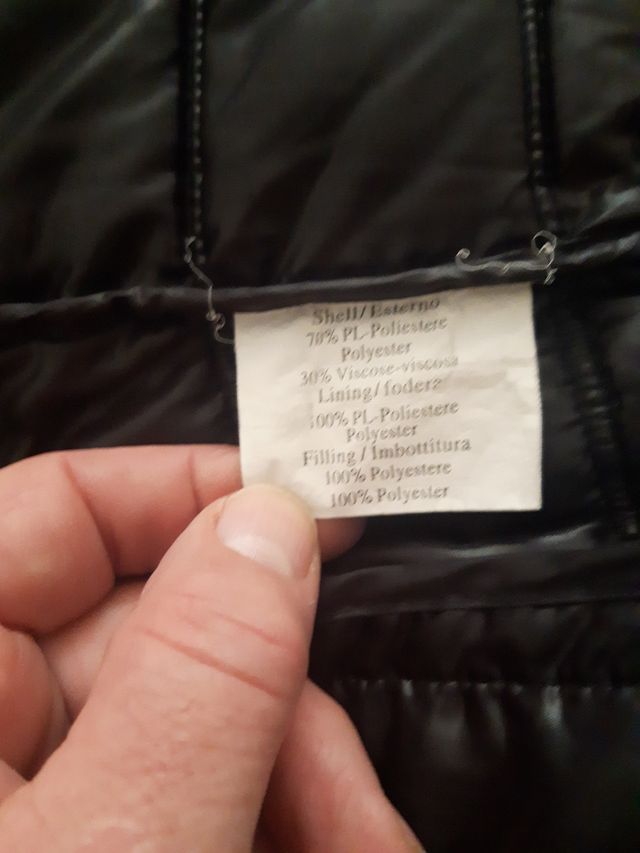 Shell/Esterno
70% PL-Poliestere
Polyester
30% Viscose-viscosa
Lining/fodera
100% PL-Poliestere
Polyester
Filling / Imbottitura
100% Polyestere
100% Polyester